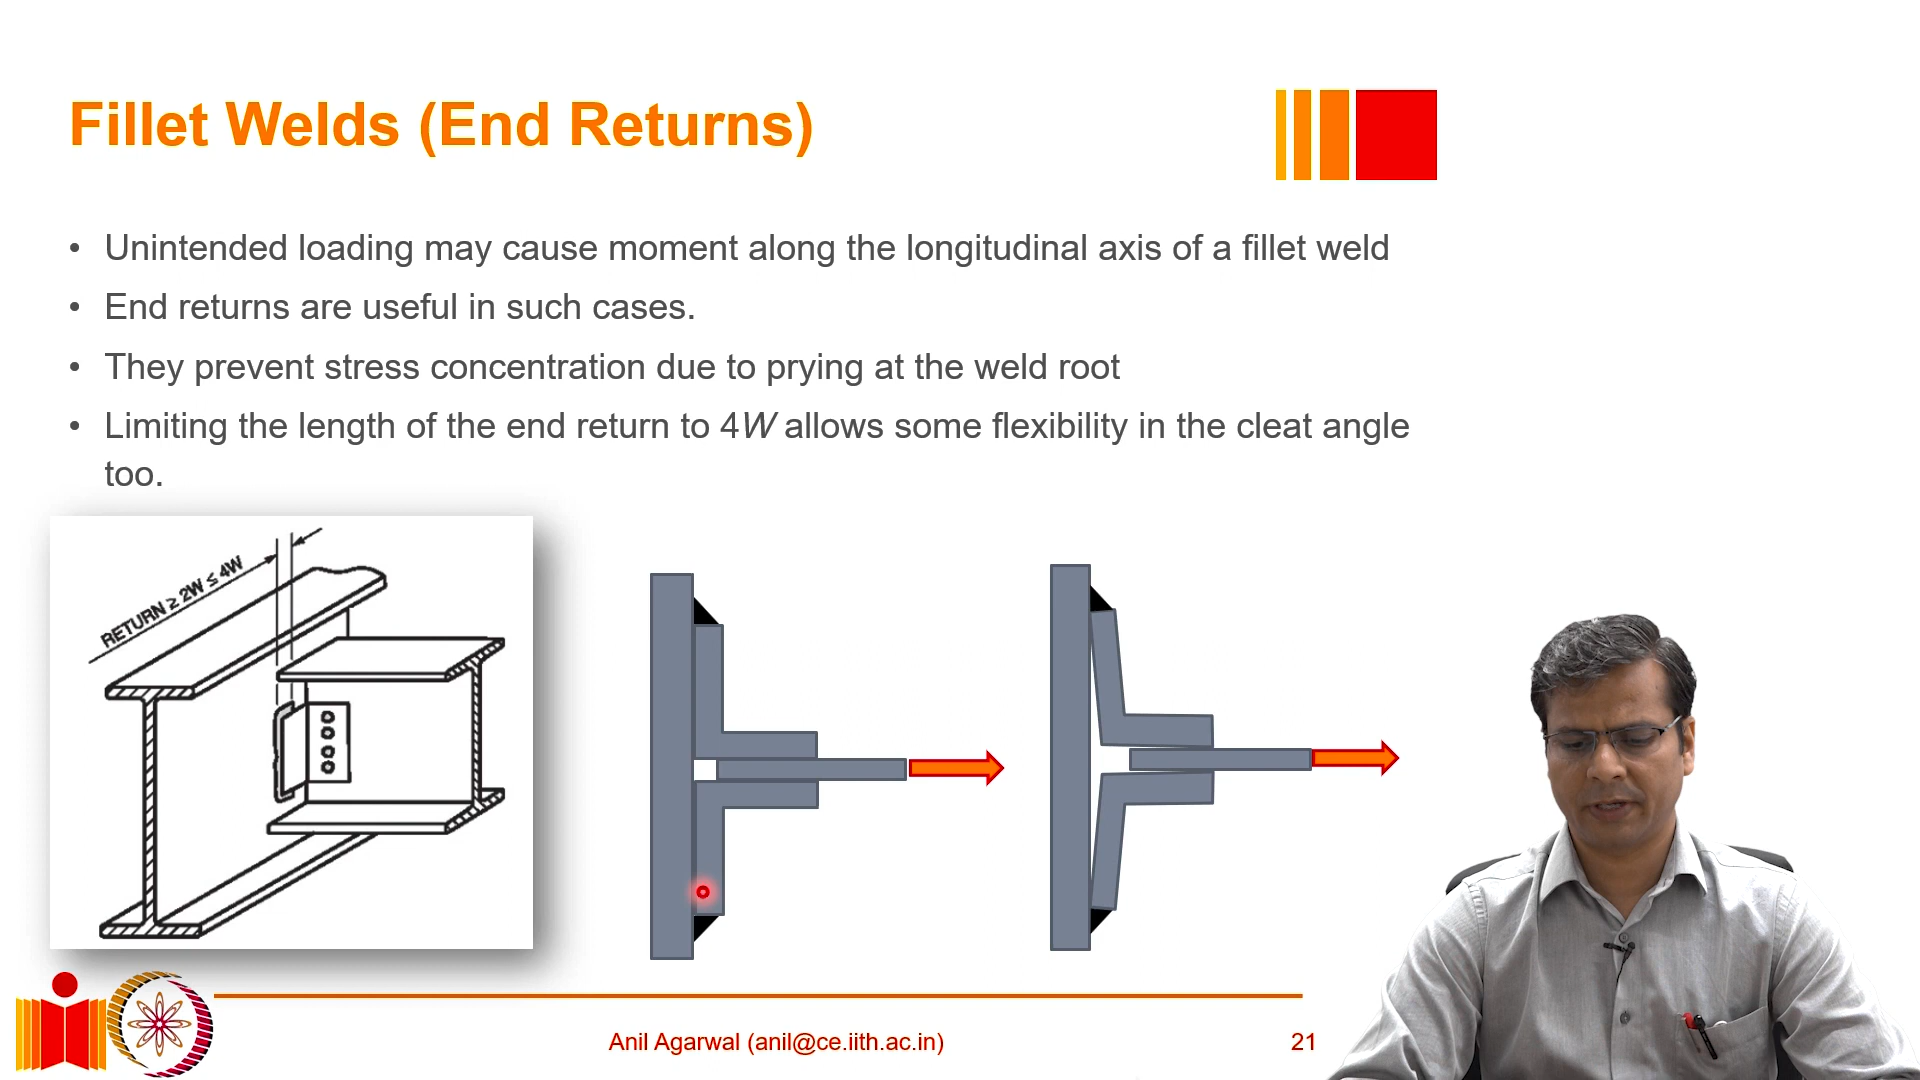 Fillet Welds (End Returns)
• Unintended loading may cause moment along the longitudinal axis of a fillet weld
• End returns are useful in such cases.
• They prevent stress concentration due to prying at the weld root
• Limiting the length of the end return to 4W allows some flexibility in the cleat angle
too.
RETURN ≥ 2W ≤ 4W
Anil Agarwal (anil@ce.iith.ac.in)
21